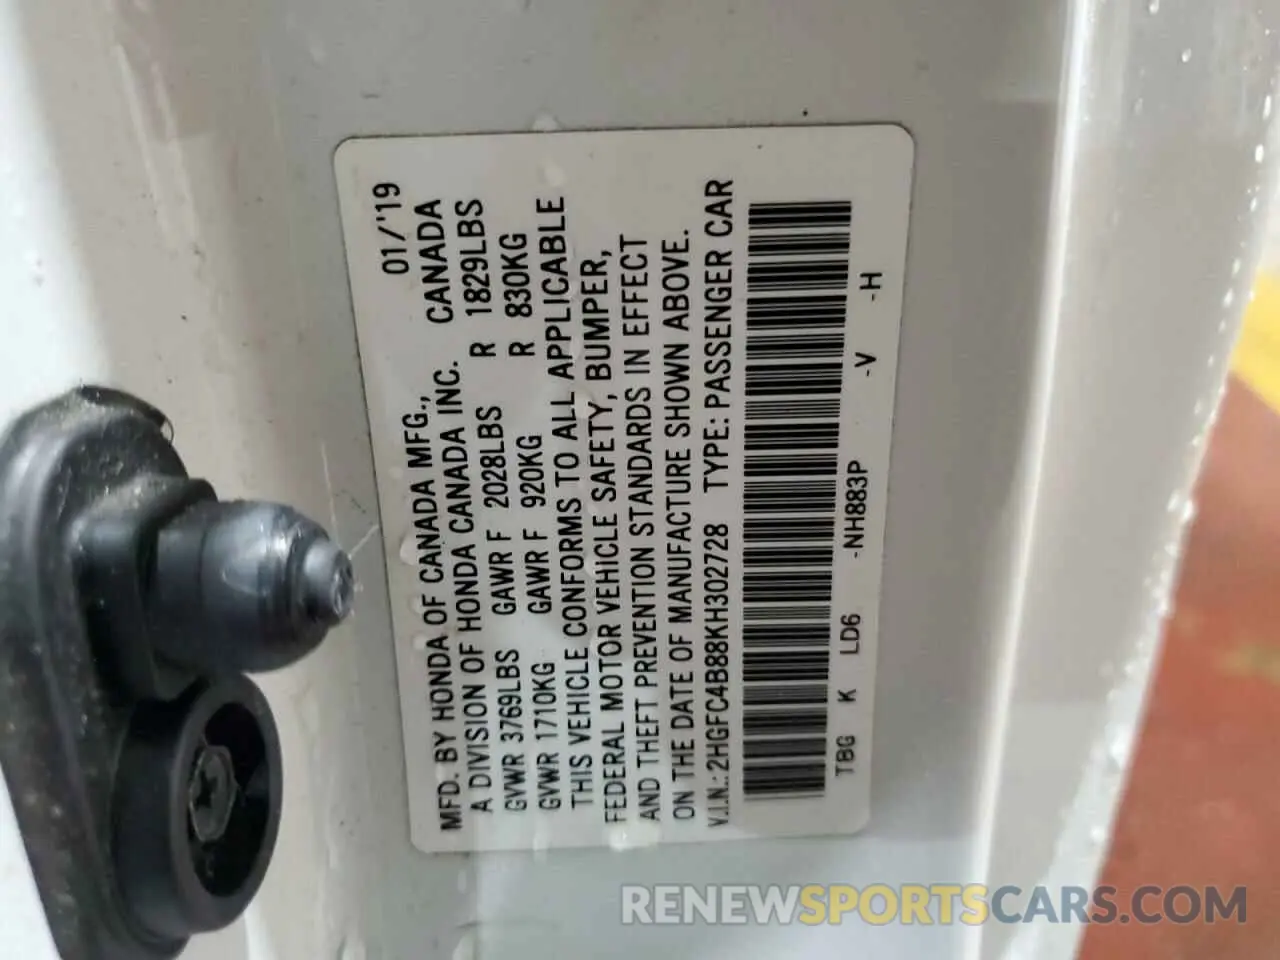 MFD. BY HONDA OF CANADA MFG., 01/'19
A DIVISION OF HONDA CANADA INC. CANADA
GVWR 3769LBS GAWR F 2028LBS R 1829LBS
GVWR 1710KG GAWR F 920KG R 830KG
THIS VEHICLE CONFORMS TO ALL APPLICABLE
FEDERAL MOTOR VEHICLE SAFETY, BUMPER,
AND THEFT PREVENTION STANDARDS IN EFFECT
ON THE DATE OF MANUFACTURE SHOWN ABOVE.
V.I.N.: 2HGFC4B88KH302728 TYPE: PASSENGER CAR
TBG K LD6 -NH883P -V -H
RENEWSPORTSCARS.COM